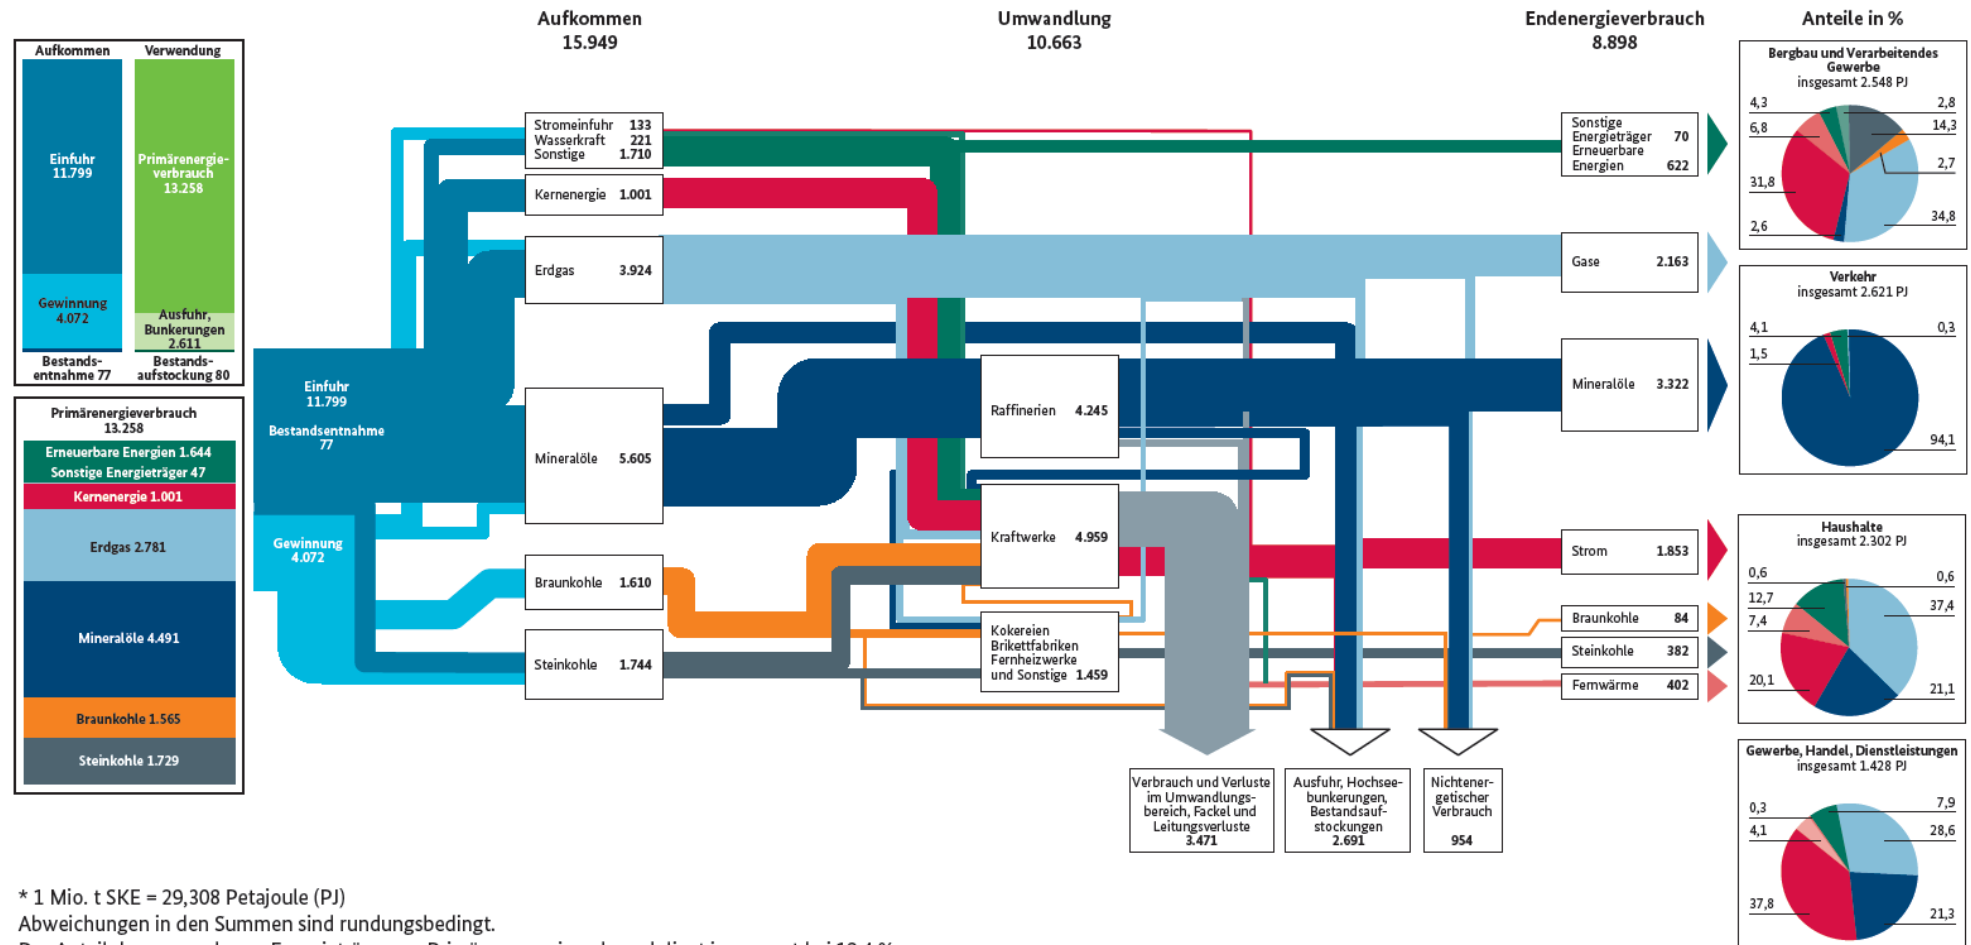 Aufkommen
15.949
Umwandlung
10.663
Endenergieverbrauch
8.898
Anteile in %
Aufkommen
Verwendung
Einfuhr
11.799
Gewinnung
4.072
Bestands-
entnahme 77
Primärenergie-
verbrauch
13.258
Ausfuhr,
Bunkerungen
2.611
Bestands-
aufstockung 80
Primärenergieverbrauch
13.258
Erneuerbare Energien 1.644
Sonstige Energieträger 47
Kernenergie 1.001
Erdgas 2.781
Mineralöle 4.491
Braunkohle 1.565
Steinkohle 1.729
Einfuhr
11.799
Bestandsentnahme
77
Gewinnung
4.072
Stromeinfuhr 133
Wasserkraft 221
Sonstige 1.710
Kernenergie 1.001
Erdgas 3.924
Mineralöle 5.605
Braunkohle 1.610
Steinkohle 1.744
Raffinerien 4.245
Kraftwerke 4.959
Kokereien
Brikettfabriken
Fernheizwerke
und Sonstige 1.459
Verbrauch und Verluste
im Umwandlungs-
bereich, Fackel und
Leitungsverluste
3.471
Ausfuhr, Hochsee-
bunkerungen,
Bestandsauf-
stockungen
2.691
Nichtener-
getischer
Verbrauch
954
Sonstige
Energieträger 70
Erneuerbare
Energien 622
Gase 2.163
Mineralöle 3.322
Strom 1.853
Braunkohle 84
Steinkohle 382
Fernwärme 402
Bergbau und Verarbeitendes
Gewerbe
insgesamt 2.548 PJ
4,3
2,8
6,8
14,3
2,7
31,8
34,8
2,6
Verkehr
insgesamt 2.621 PJ
4,1
0,3
1,5
94,1
Haushalte
insgesamt 2.302 PJ
0,6
0,6
12,7
37,4
7,4
20,1
21,1
Gewerbe, Handel, Dienstleistungen
insgesamt 1.428 PJ
0,3
7,9
4,1
28,6
37,8
21,3
* 1 Mio. t SKE = 29,308 Petajoule (PJ)
Abweichungen in den Summen sind rundungsbedingt.